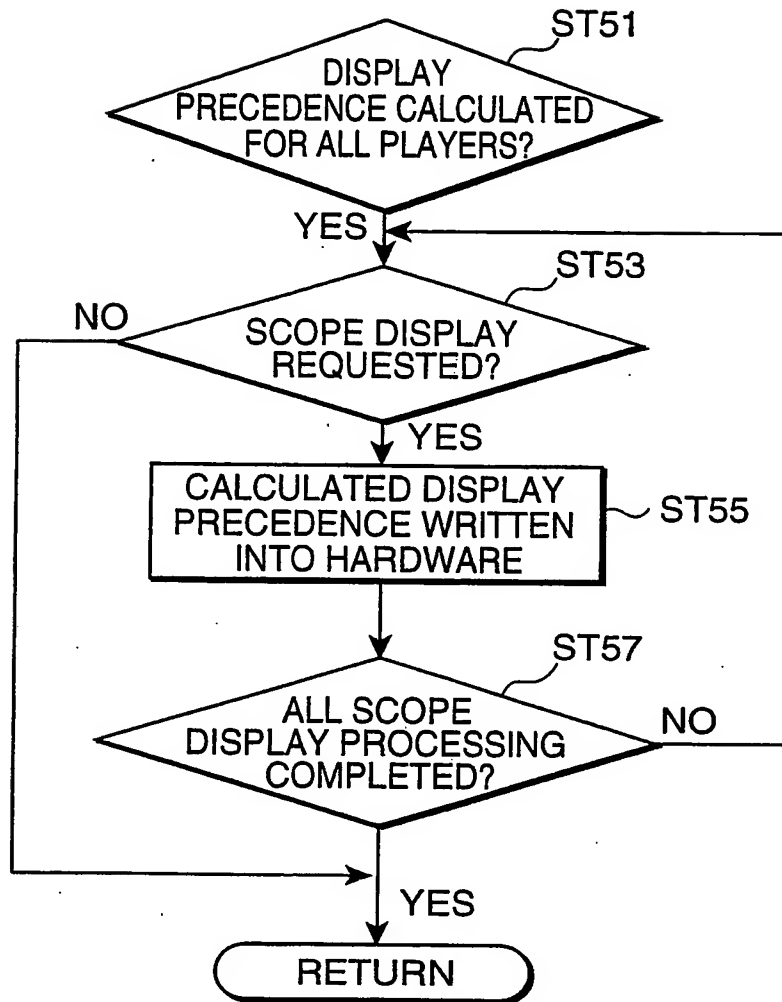 ST51
DISPLAY
PRECEDENCE CALCULATED
FOR ALL PLAYERS?
YES
ST53
NO
SCOPE DISPLAY
REQUESTED?
YES
CALCULATED DISPLAY
PRECEDENCE WRITTEN
INTO HARDWARE
ST55
ST57
ALL SCOPE
DISPLAY PROCESSING
COMPLETED?
NO
YES
RETURN